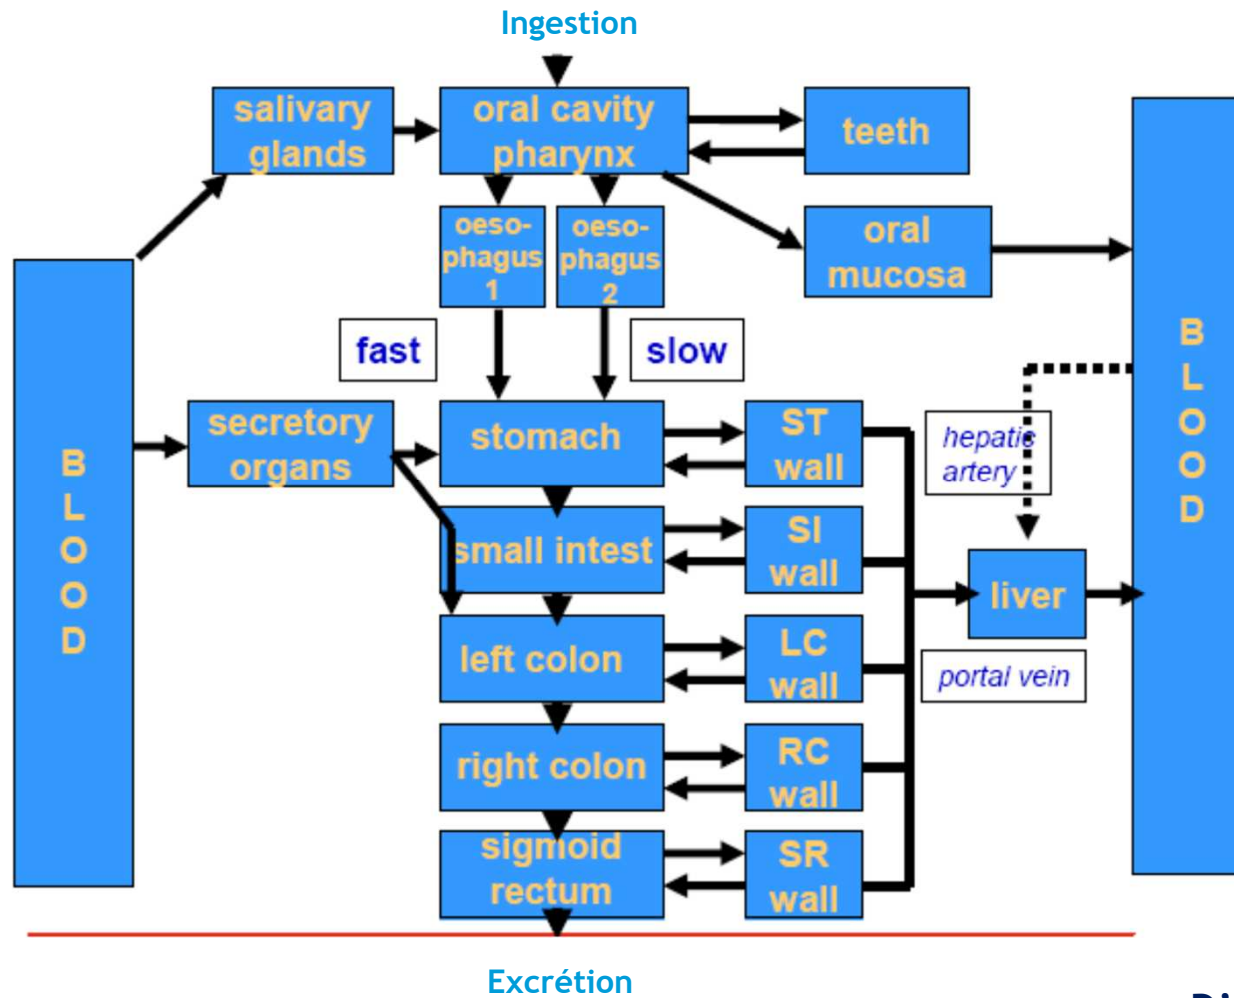 Ingestion
salivary
glands
oral cavity
pharynx
teeth
oeso-
phagus
1
oeso-
phagus
2
oral
mucosa
fast
slow
B
L
O
O
D
secretory
organs
stomach
ST
wall
hepatic
artery
B
L
O
O
D
small intest
SI
wall
liver
left colon
LC
wall
portal vein
right colon
RC
wall
sigmoid
rectum
SR
wall
Excrétion